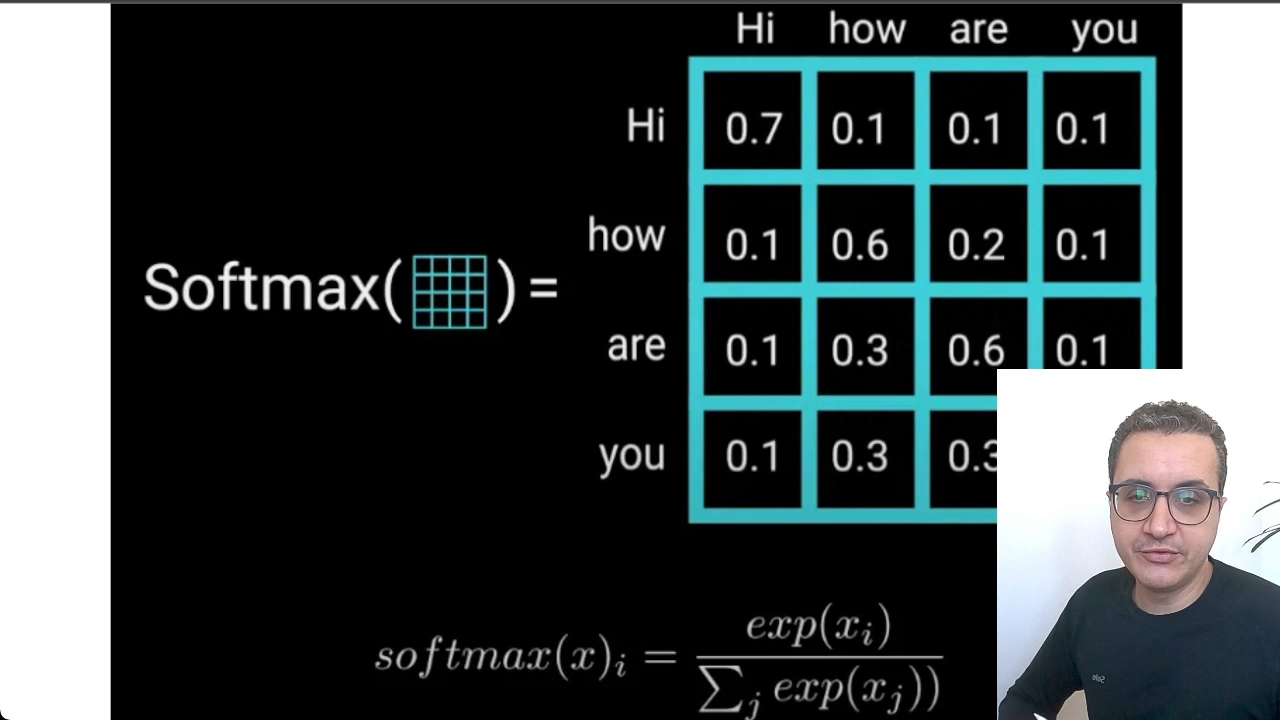 Hi how are you
Hi 0.7 0.1 0.1 0.1
how 0.1 0.6 0.2 0.1
Softmax( ) =
are 0.1 0.3 0.6 0.1
you 0.1 0.3 0.3
softmax(x)_i = exp(x_i) / ∑_j exp(x_j))